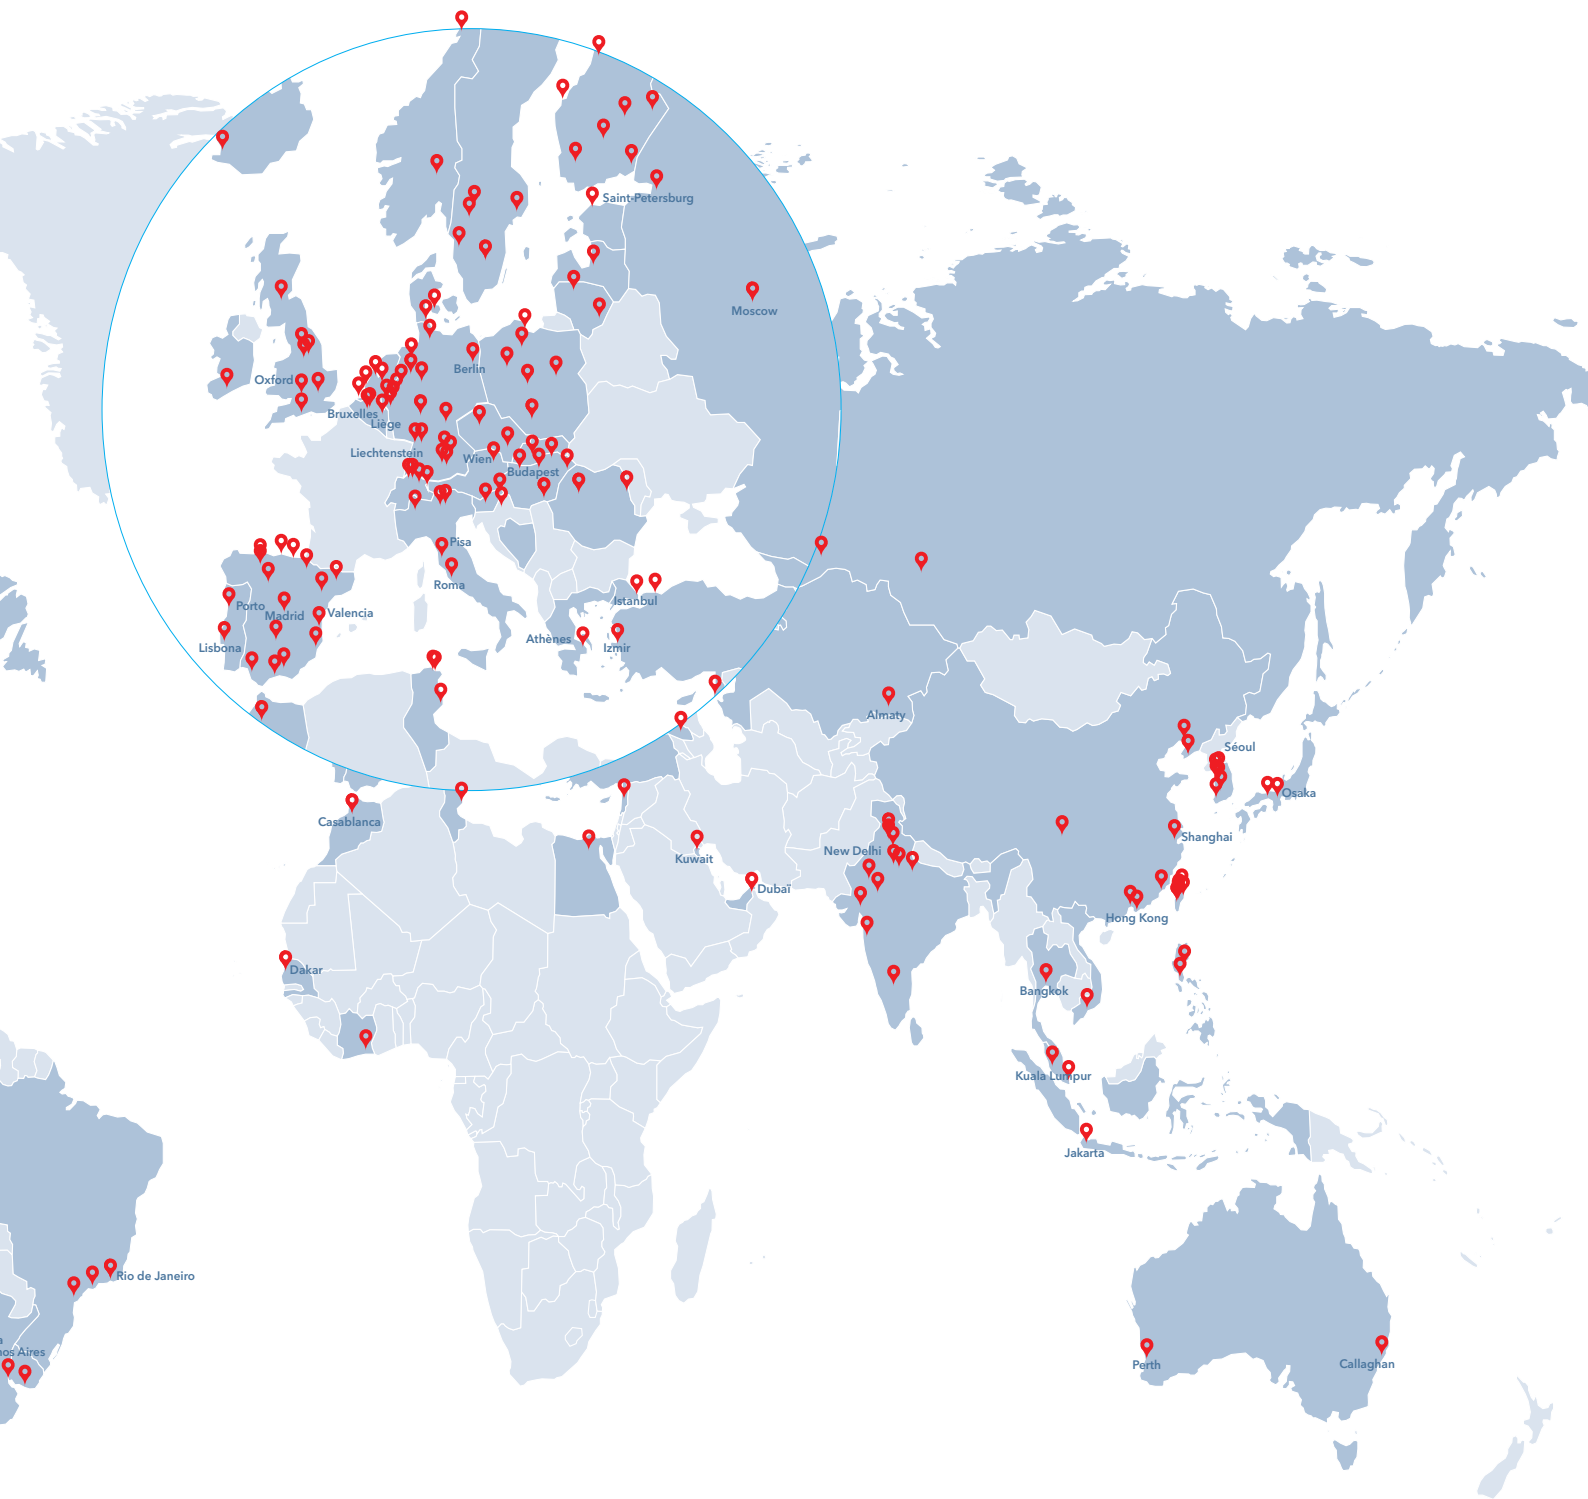 Saint-Petersburg
Moscow
Berlin
Oxford
Bruxelles
Liège
Liechtenstein
Wien
Budapest
Pisa
Roma
Istanbul
Porto
Madrid
Valencia
Athènes
Izmir
Lisbona
Almaty
Séoul
Osaka
Casablanca
Shanghai
New Delhi
Kuwait
Dubaï
Hong Kong
Dakar
Bangkok
Kuala Lumpur
Jakarta
Rio de Janeiro
a
nos Aires
Perth
Callaghan